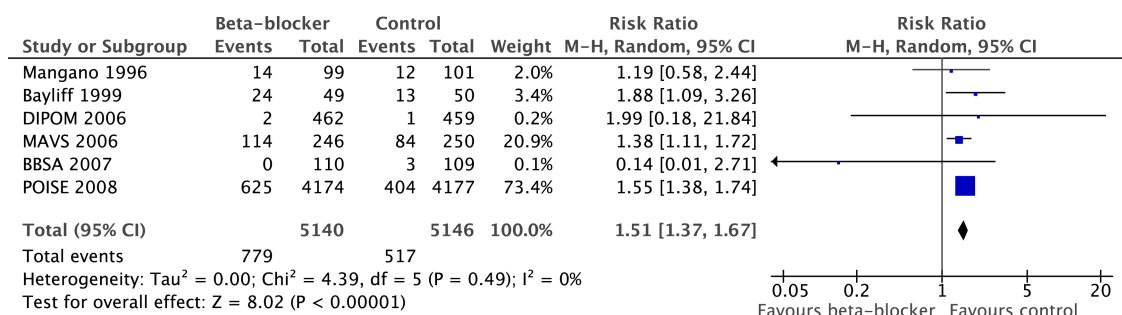 Beta-blocker Control Risk Ratio Risk Ratio
Study or Subgroup Events Total Events Total Weight M-H, Random, 95% CI M-H, Random, 95% CI
Mangano 1996 14 99 12 101 2.0% 1.19 [0.58, 2.44]
Bayliff 1999 24 49 13 50 3.4% 1.88 [1.09, 3.26]
DIPOM 2006 2 462 1 459 0.2% 1.99 [0.18, 21.84]
MAVS 2006 114 246 84 250 20.9% 1.38 [1.11, 1.72]
BBSA 2007 0 110 3 109 0.1% 0.14 [0.01, 2.71]
POISE 2008 625 4174 404 4177 73.4% 1.55 [1.38, 1.74]
Total (95% CI) 5140 5146 100.0% 1.51 [1.37, 1.67]
Total events 779 517
Heterogeneity: Tau² = 0.00; Chi² = 4.39, df = 5 (P = 0.49); I² = 0%
Test for overall effect: Z = 8.02 (P < 0.00001)
0.05 0.2 1 5 20
Favours beta-blocker Favours control